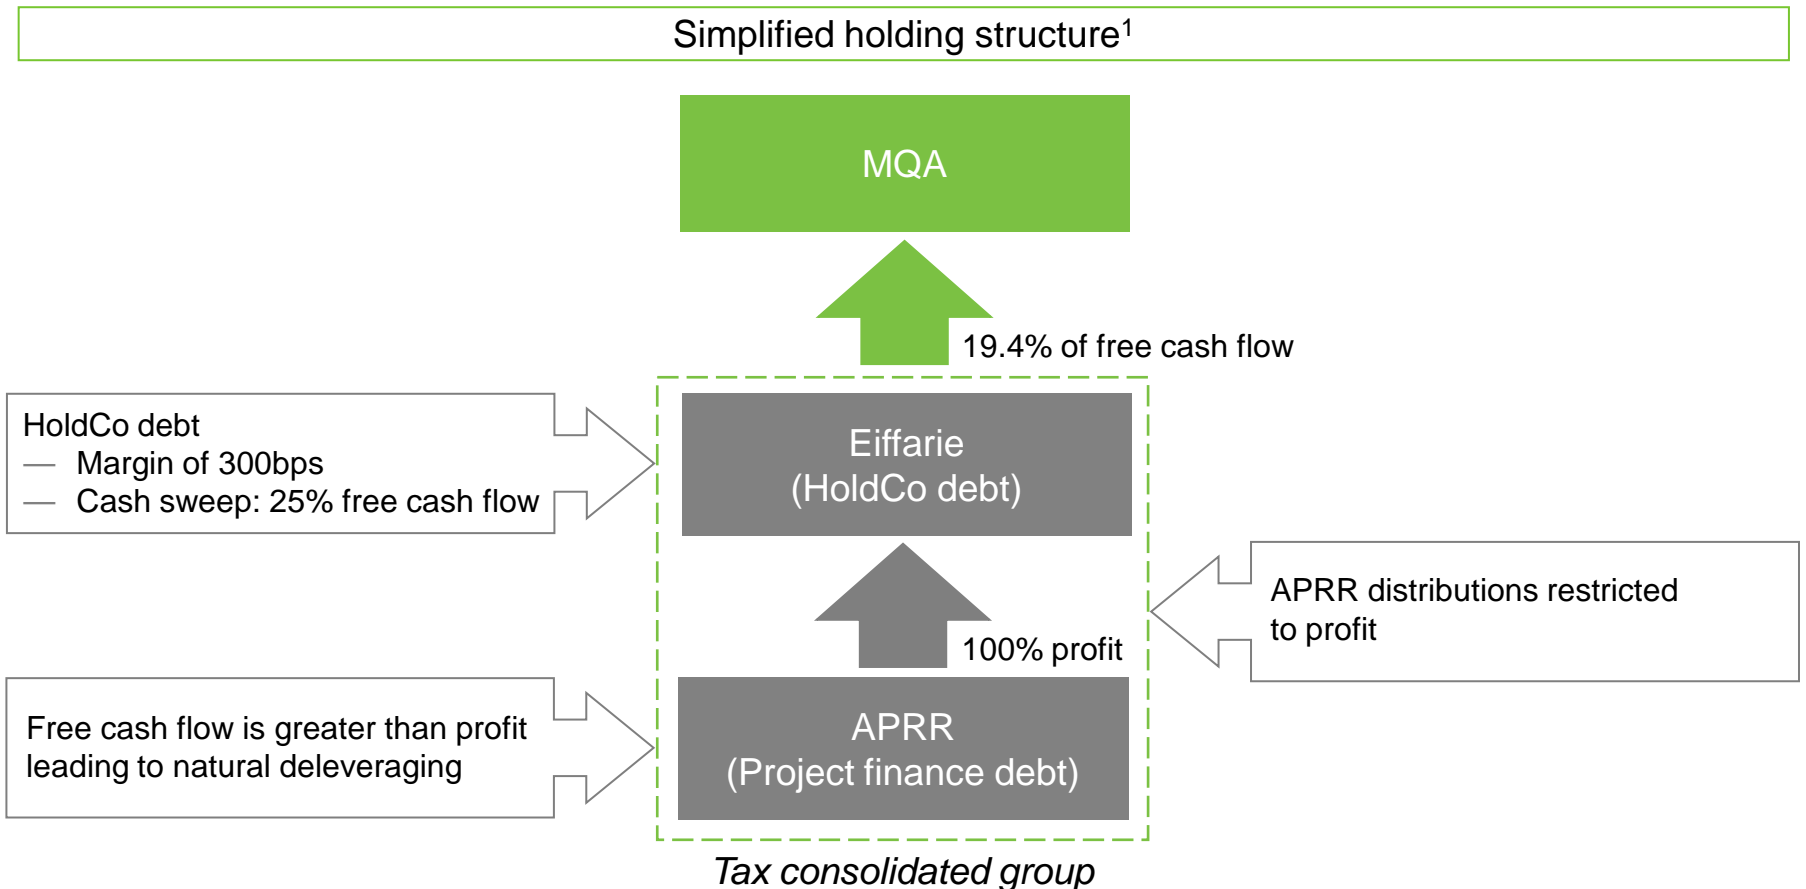 Simplified holding structure¹
MQA
19.4% of free cash flow
HoldCo debt
— Margin of 300bps
— Cash sweep: 25% free cash flow
Eiffarie
(HoldCo debt)
APRR distributions restricted
to profit
100% profit
Free cash flow is greater than profit
leading to natural deleveraging
APRR
(Project finance debt)
Tax consolidated group